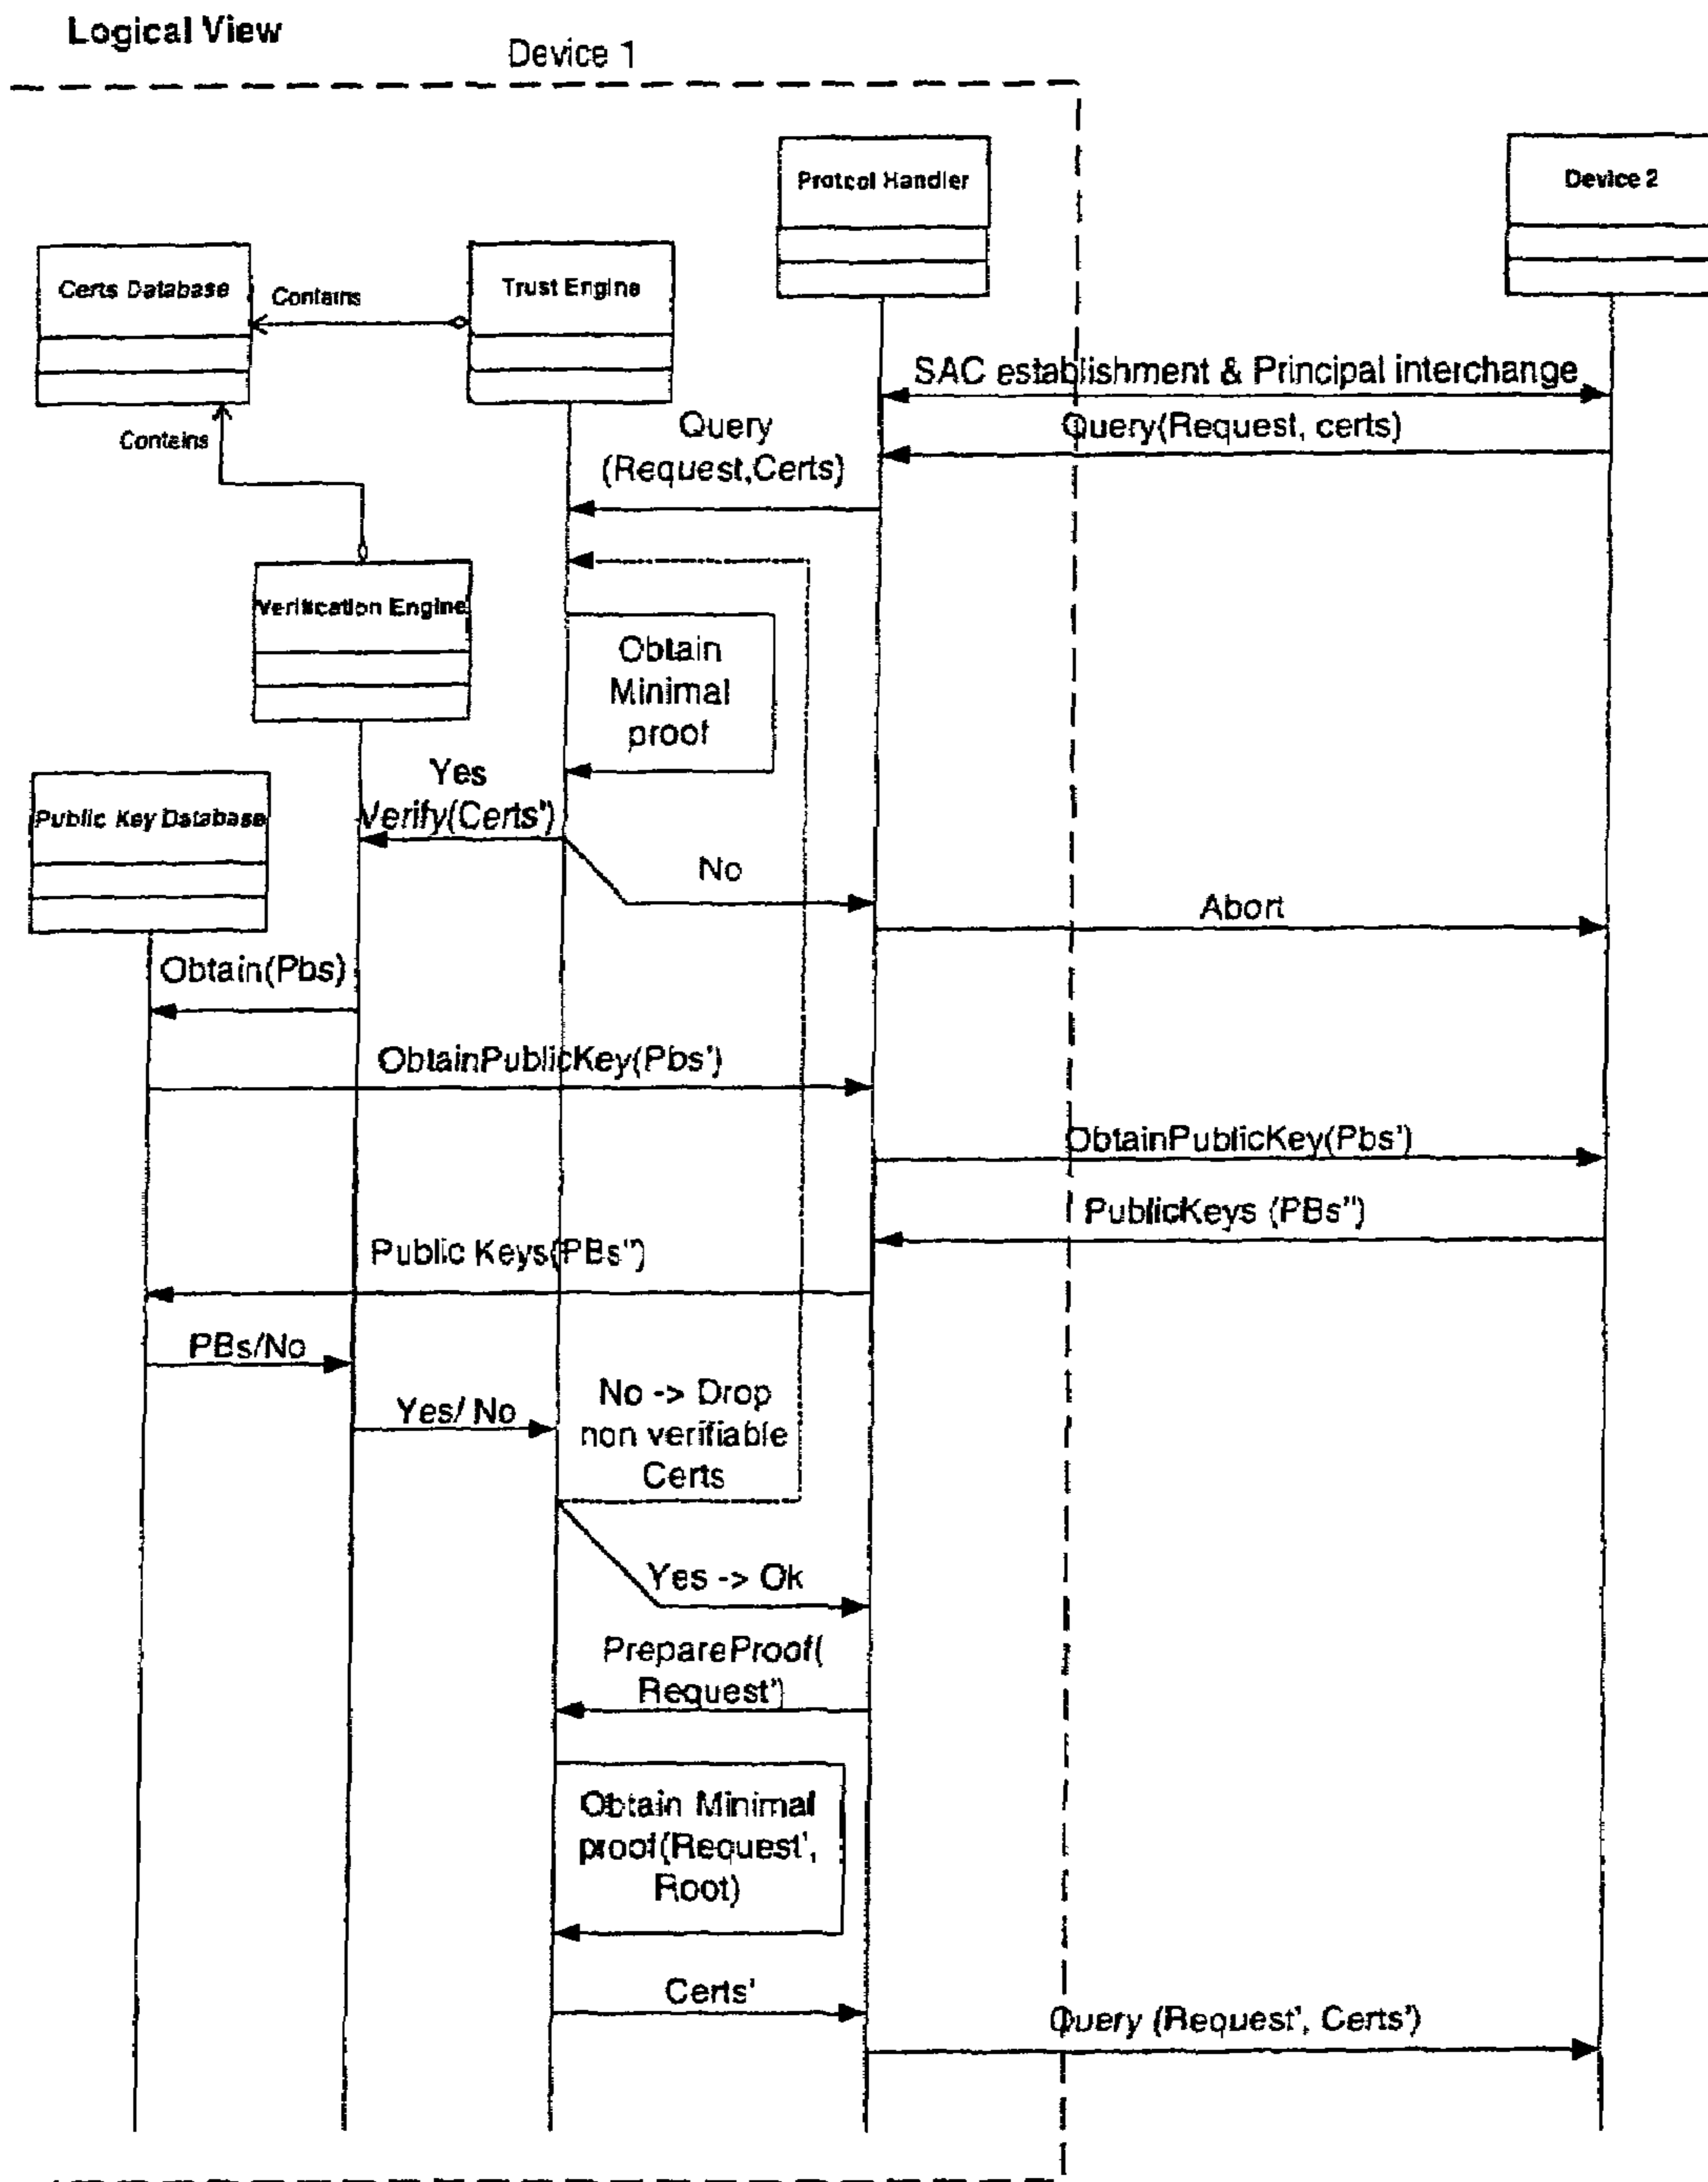 Logical View
Device 1
Protcol Handler
Device 2
Certs Database
Contains
Trust Engine
SAC establishment & Principal interchange
Query(Request, certs)
Query
(Request,Certs)
Contains
Verification Engine
Obtain
Minimal
proof
Yes
Verify(Certs')
Public Key Database
No
Abort
Obtain(Pbs)
ObtainPublicKey(Pbs')
ObtainPublicKey(Pbs')
PublicKeys (PBs'')
Public Keys(PBs'')
PBs/No
Yes/ No
No -> Drop
non verifiable
Certs
Yes -> Ok
PrepareProof(
Request')
Obtain Minimal
proof(Request',
Root)
Certs'
Query (Request', Certs')